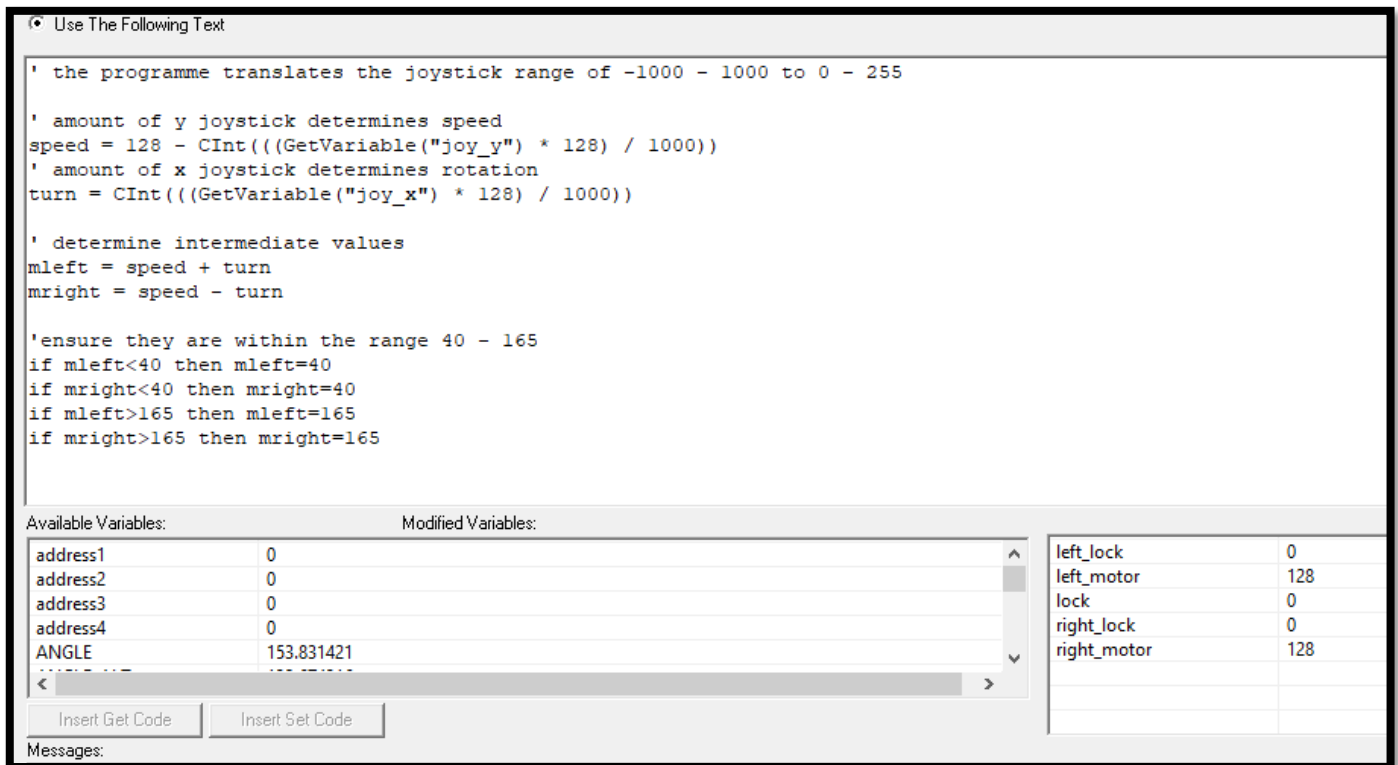 Use The Following Text
' the programme translates the joystick range of -1000 - 1000 to 0 - 255
' amount of y joystick determines speed
speed = 128 - CInt(((GetVariable("joy_y") * 128) / 1000))
' amount of x joystick determines rotation
turn = CInt(((GetVariable("joy_x") * 128) / 1000))
' determine intermediate values
mleft = speed + turn
mright = speed - turn
'ensure they are within the range 40 - 165
if mleft<40 then mleft=40
if mright<40 then mright=40
if mleft>165 then mleft=165
if mright>165 then mright=165
Available Variables: Modified Variables:
address1 0
address2 0
address3 0
address4 0
ANGLE 153.831421
left_lock 0
left_motor 128
lock 0
right_lock 0
right_motor 128
Insert Get Code Insert Set Code
Messages: